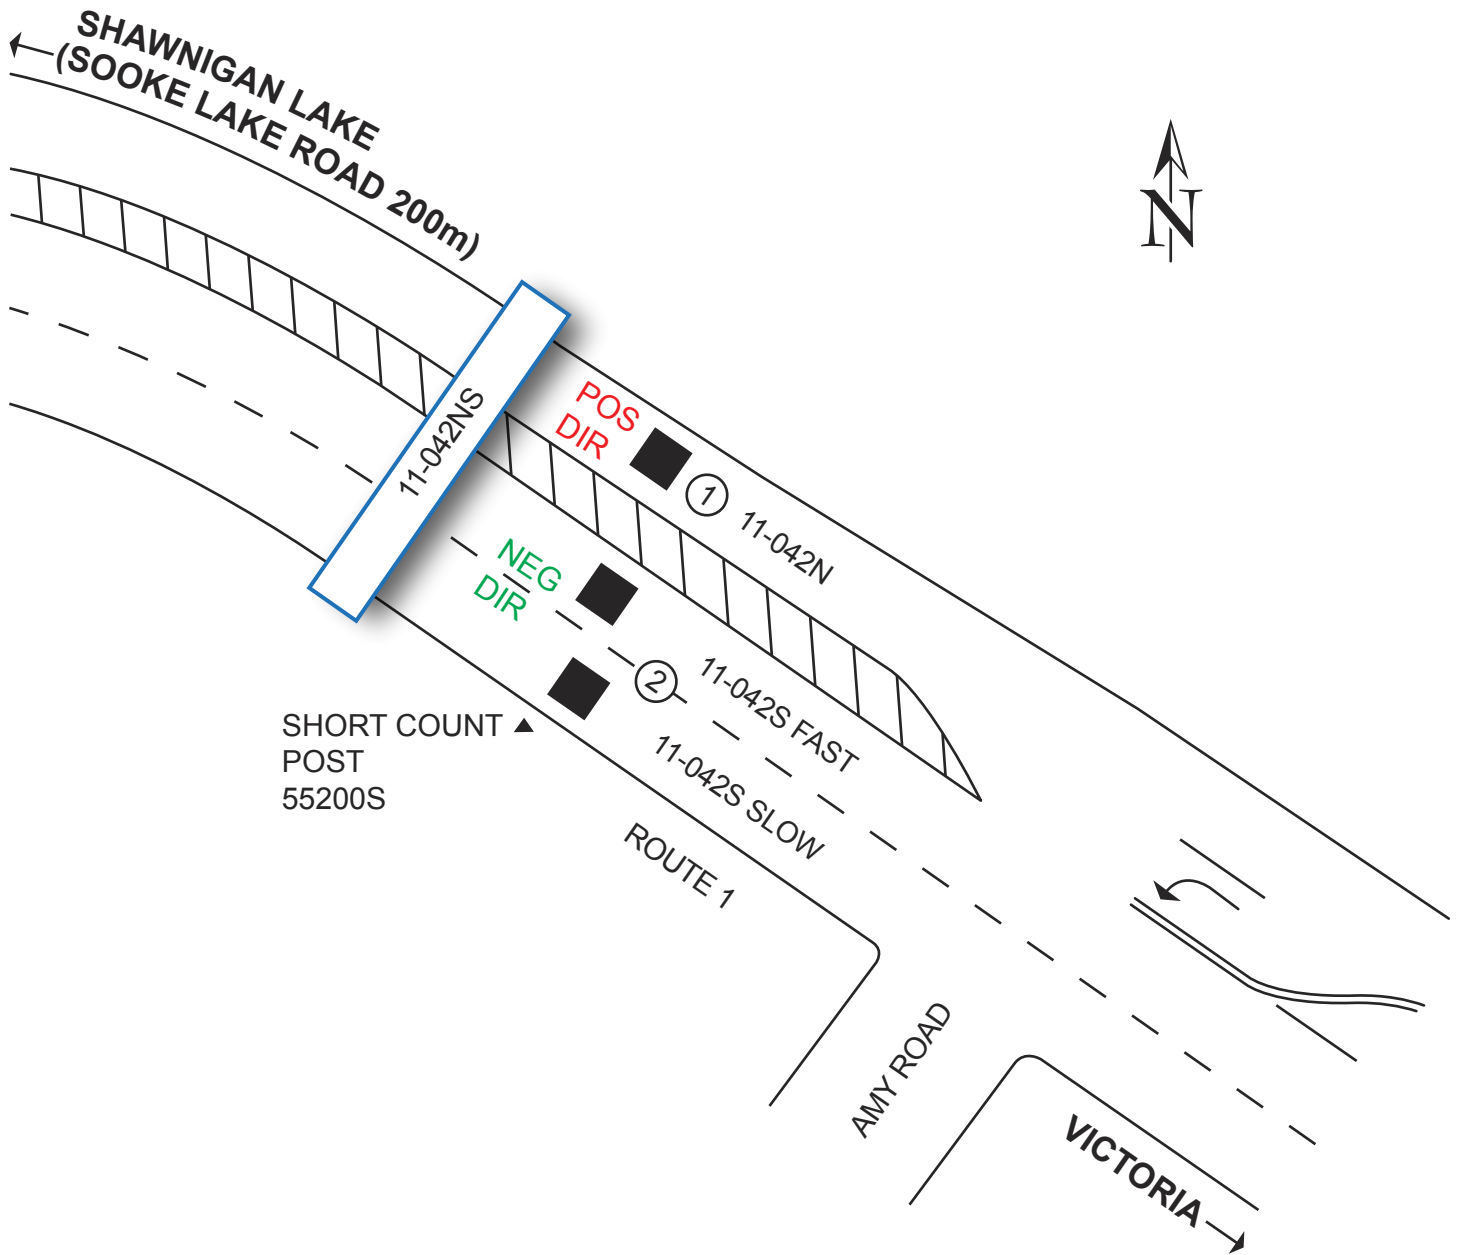 SHAWNIGAN LAKE
(SOOKE LAKE ROAD 200m)
N
11-042NS
POS
DIR
1
11-042N
NEG
DIR
2
11-042S FAST
11-042S SLOW
SHORT COUNT
POST
55200S
ROUTE 1
AMY ROAD
VICTORIA